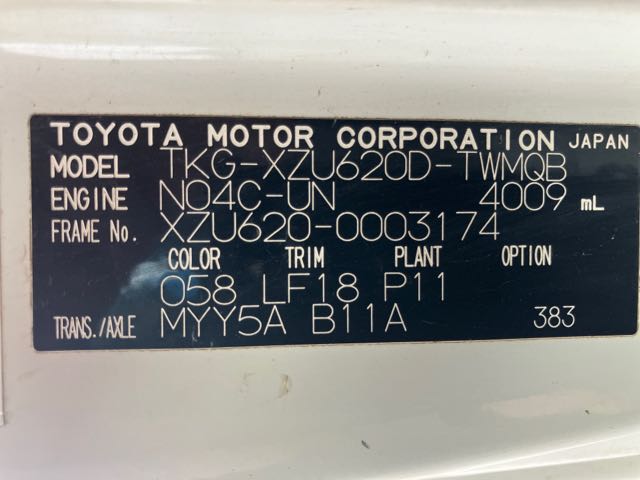 TOYOTA MOTOR CORPORATION JAPAN
MODEL TKG-XZU620D-TWMQB
ENGINE N04C-UN 4009 mL
FRAME No. XZU620-0003174
COLOR TRIM PLANT OPTION
058 LF18 P11
TRANS./AXLE MYY5A B11A 383